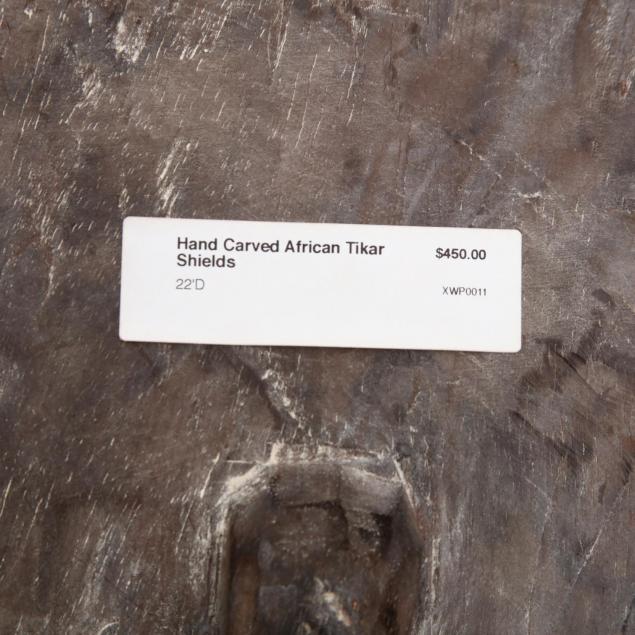 Hand Carved African Tikar
Shields
$450.00
22'D
XWP0011